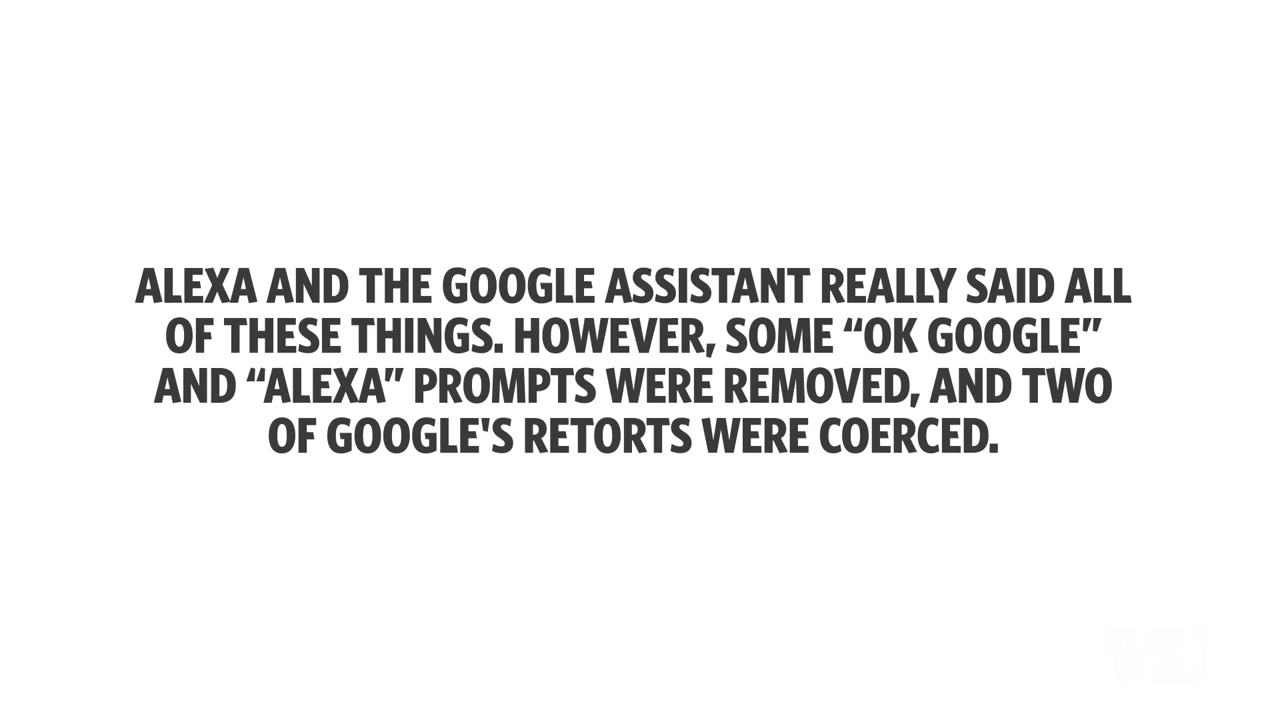 ALEXA AND THE GOOGLE ASSISTANT REALLY SAID ALL
OF THESE THINGS. HOWEVER, SOME “OK GOOGLE”
AND “ALEXA” PROMPTS WERE REMOVED, AND TWO
OF GOOGLE'S RETORTS WERE COERCED.
WSJ